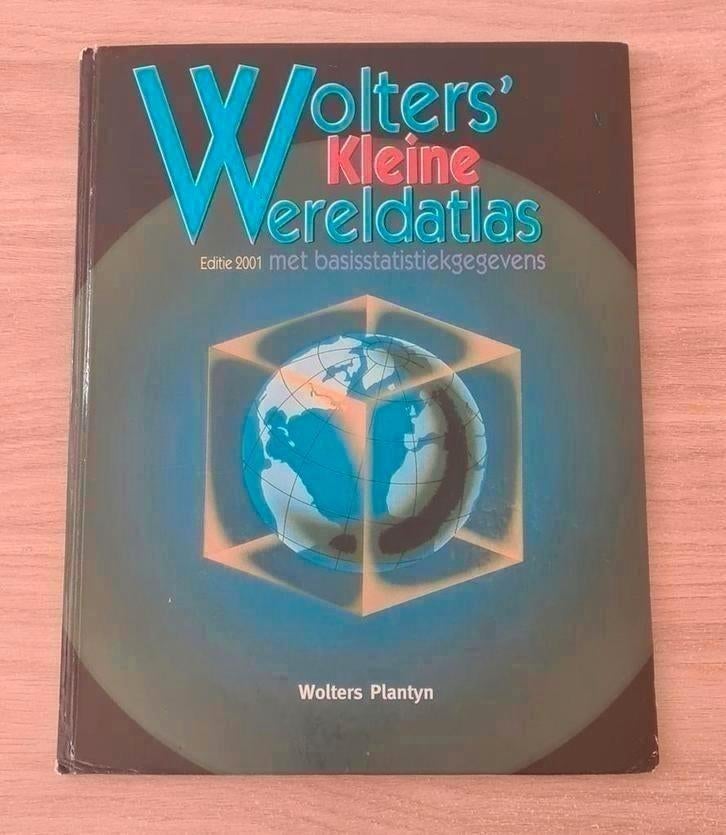 Wolters'
Kleine
Wereldatlas
Editie 2001 met basisstatistiekgegevens
Wolters Plantyn